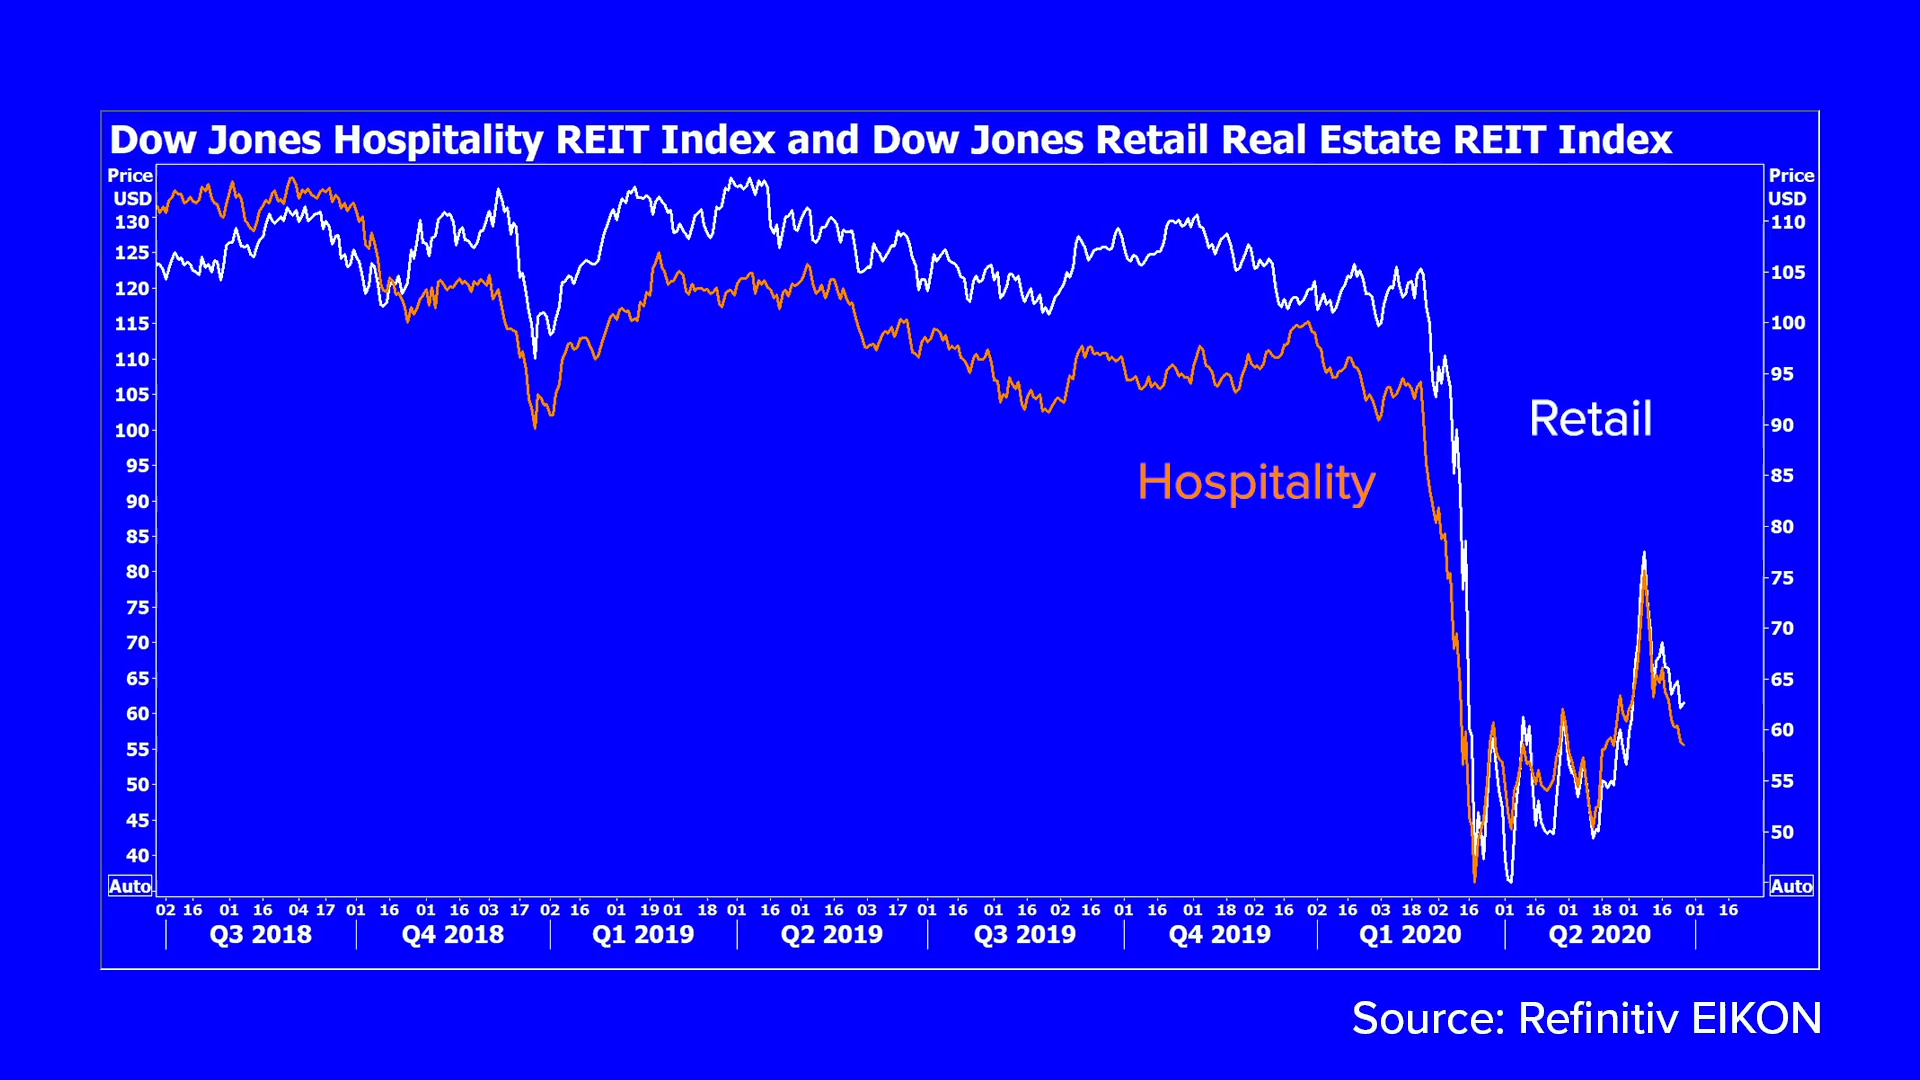 Dow Jones Hospitality REIT Index and Dow Jones Retail Real Estate REIT Index
Price
USD
130
125
120
115
110
105
100
95
90
85
80
75
70
65
60
55
50
45
40
Auto
Price
USD
110
105
100
95
90
85
80
75
70
65
60
55
50
Auto
Retail
Hospitality
02 16 01 16 04 17 01 16 01 16 03 17 02 16 01 19 01 18 01 16 01 16 03 17 01 16 01 16 02 16 01 16 01 18 02 16 02 16 03 18 02 16 01 16 01 18 01 16 01 16
Q3 2018 Q4 2018 Q1 2019 Q2 2019 Q3 2019 Q4 2019 Q1 2020 Q2 2020
Source: Refinitiv EIKON